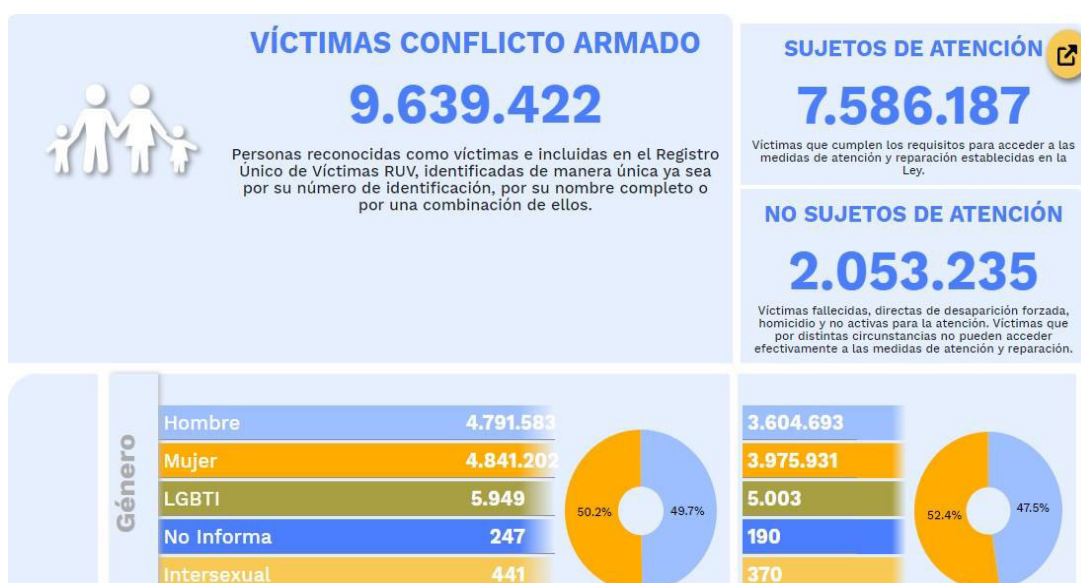 VÍCTIMAS CONFLICTO ARMADO
9.639.422
Personas reconocidas como víctimas e incluidas en el Registro
Único de Víctimas RUV, identificadas de manera única ya sea
por su número de identificación, por su nombre completo o
por una combinación de ellos.
SUJETOS DE ATENCIÓN
7.586.187
Víctimas que cumplen los requisitos para acceder a las
medidas de atención y reparación establecidas en la
Ley.
NO SUJETOS DE ATENCIÓN
2.053.235
Víctimas fallecidas, directas de desaparición forzada,
homicidio y no activas para la atención. Víctimas que
por distintas circunstancias no pueden acceder
efectivamente a las medidas de atención y reparación.
Género
Hombre 4.791.583
Mujer 4.841.202
LGBTI 5.949
No Informa 247
Intersexual 441
50.2% 49.7%
3.604.693
3.975.931
5.003
190
370
52.4% 47.5%